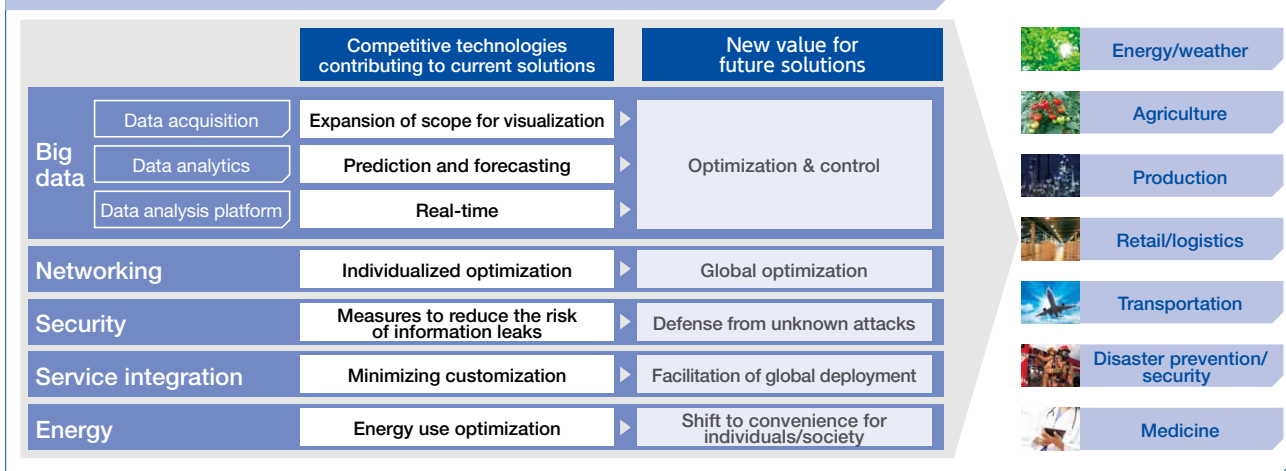 Competitive technologies
contributing to current solutions
New value for
future solutions
Big
data
Data acquisition
Expansion of scope for visualization
Data analytics
Prediction and forecasting
Optimization & control
Data analysis platform
Real-time
Networking
Individualized optimization
Global optimization
Security
Measures to reduce the risk
of information leaks
Defense from unknown attacks
Service integration
Minimizing customization
Facilitation of global deployment
Energy
Energy use optimization
Shift to convenience for
individuals/society
Energy/weather
Agriculture
Production
Retail/logistics
Transportation
Disaster prevention/
security
Medicine